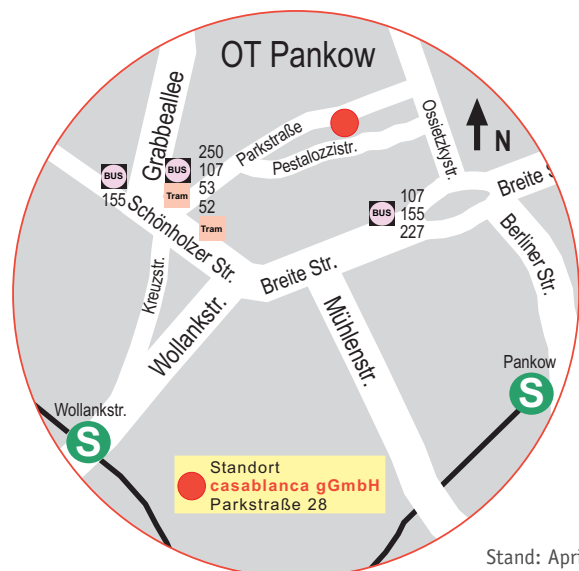 OT Pankow
Grabbeallee
BUS
155
BUS
250
107
53
52
Tram
Tram
Parkstraße
Pestalozzistr.
Ossietzkystr.
N
BUS
107
155
227
Breite S
Schönholzer Str.
Kreuzstr.
Wollankstr.
Breite Str.
Mühlenstr.
Berliner Str.
Pankow
S
Wollankstr.
S
Standort
casablanca gGmbH
Parkstraße 28
Stand: Apri